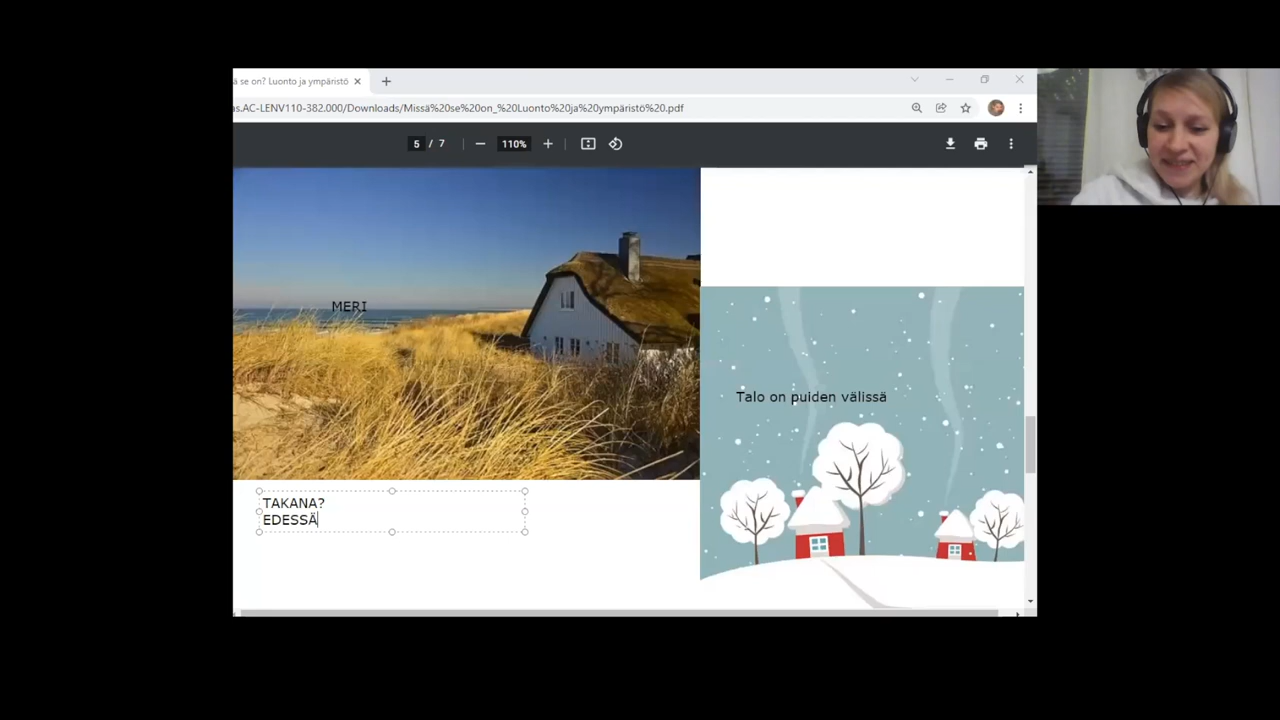 ä se on? Luonto ja ympäristö
as.AC-LENV110-382.000/Downloads/Missä%20se%20on_%20Luonto%20ja%20ympäristö%20.pdf
5 / 7
110%
MERI
Talo on puiden välissä
TAKANA?
EDESSÄ